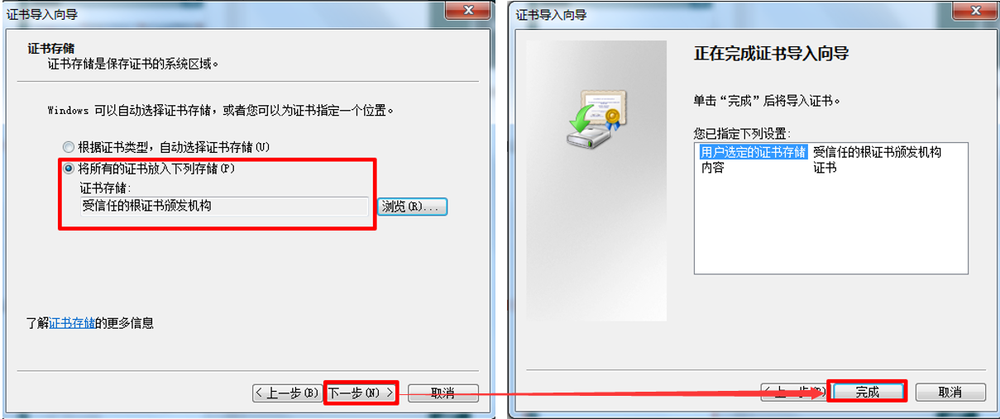 证书导入向导
证书存储
证书存储是保存证书的系统区域。
Windows 可以自动选择证书存储，或者您可以为证书指定一个位置。
根据证书类型，自动选择证书存储(U)
将所有的证书放入下列存储(P)
证书存储:
受信任的根证书颁发机构
浏览(R)...
了解证书存储的更多信息
< 上一步(B)
下一步(N) >
取消
证书导入向导
正在完成证书导入向导
单击“完成”后将导入证书。
您已指定下列设置:
用户选定的证书存储 受信任的根证书颁发机构
内容 证书
< 上一步(B)
完成
取消